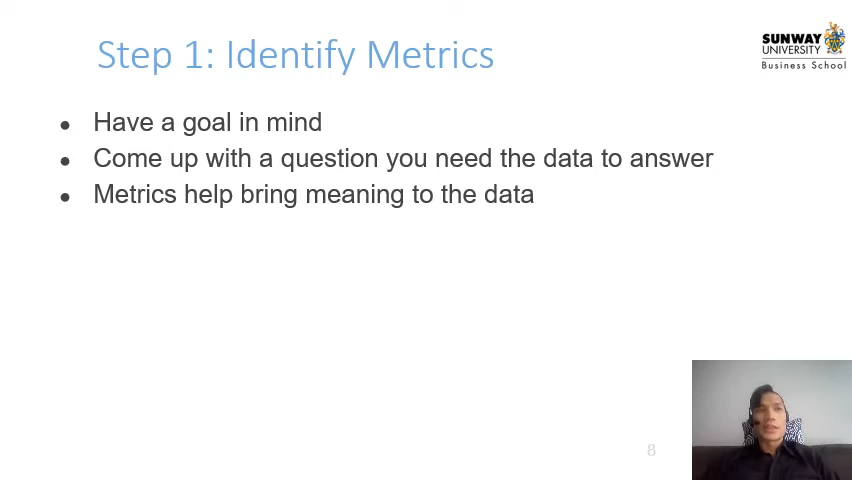 Step 1: Identify Metrics
SUNWAY
UNIVERSITY
Business School
● Have a goal in mind
● Come up with a question you need the data to answer
● Metrics help bring meaning to the data
8